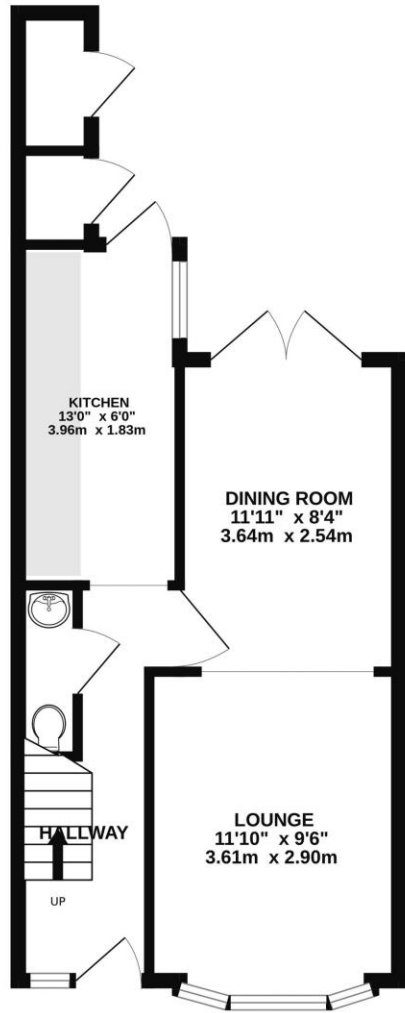 KITCHEN
13'0" x 6'0"
3.96m x 1.83m
DINING ROOM
11'11" x 8'4"
3.64m x 2.54m
LOUNGE
11'10" x 9'6"
3.61m x 2.90m
HALLWAY
UP